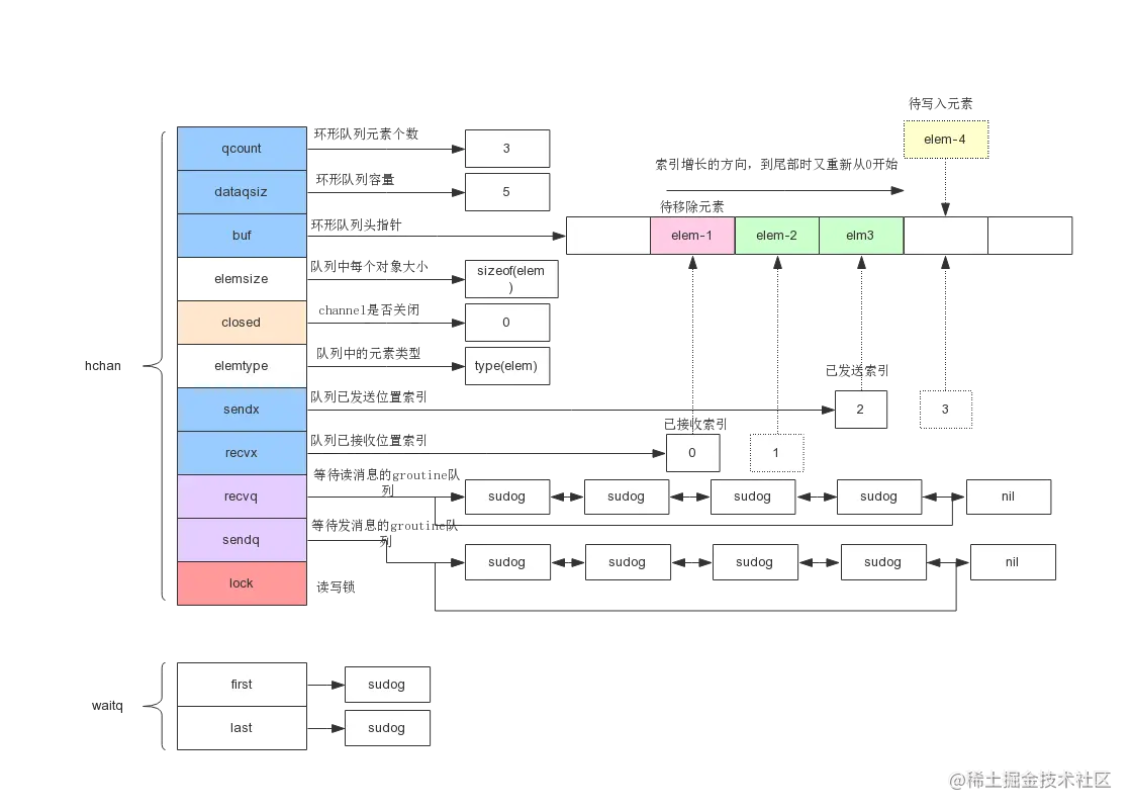 待写入元素
elem-4
qcount
环形队列元素个数
3
索引增长的方向，到尾部时又重新从0开始
dataqsiz
环形队列容量
5
待移除元素
buf
环形队列头指针
elem-1
elem-2
elm3
elemsize
队列中每个对象大小
sizeof(elem
)
closed
channel是否关闭
0
hchan
elemtype
队列中的元素类型
type(elem)
已发送索引
sendx
队列已发送位置索引
2
3
已接收索引
recvx
队列已接收位置索引
0
1
recvq
等待读消息的groutine队
列
sudog
sudog
sudog
sudog
nil
sendq
等待发消息的groutine队
列
sudog
sudog
sudog
sudog
nil
lock
读写锁
waitq
first
sudog
last
sudog
@稀土掘金技术社区